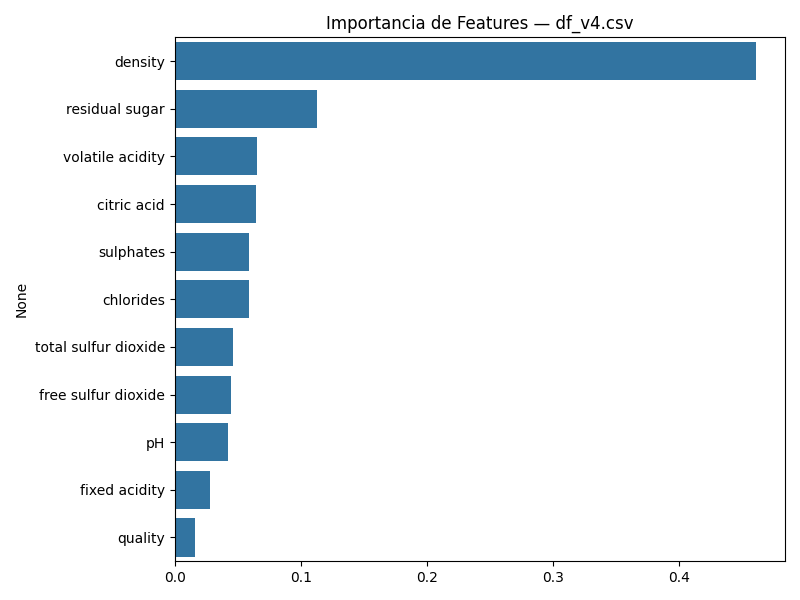 Importancia de Features — df_v4.csv
None
density
residual sugar
volatile acidity
citric acid
sulphates
chlorides
total sulfur dioxide
free sulfur dioxide
pH
fixed acidity
quality
0.0 0.1 0.2 0.3 0.4